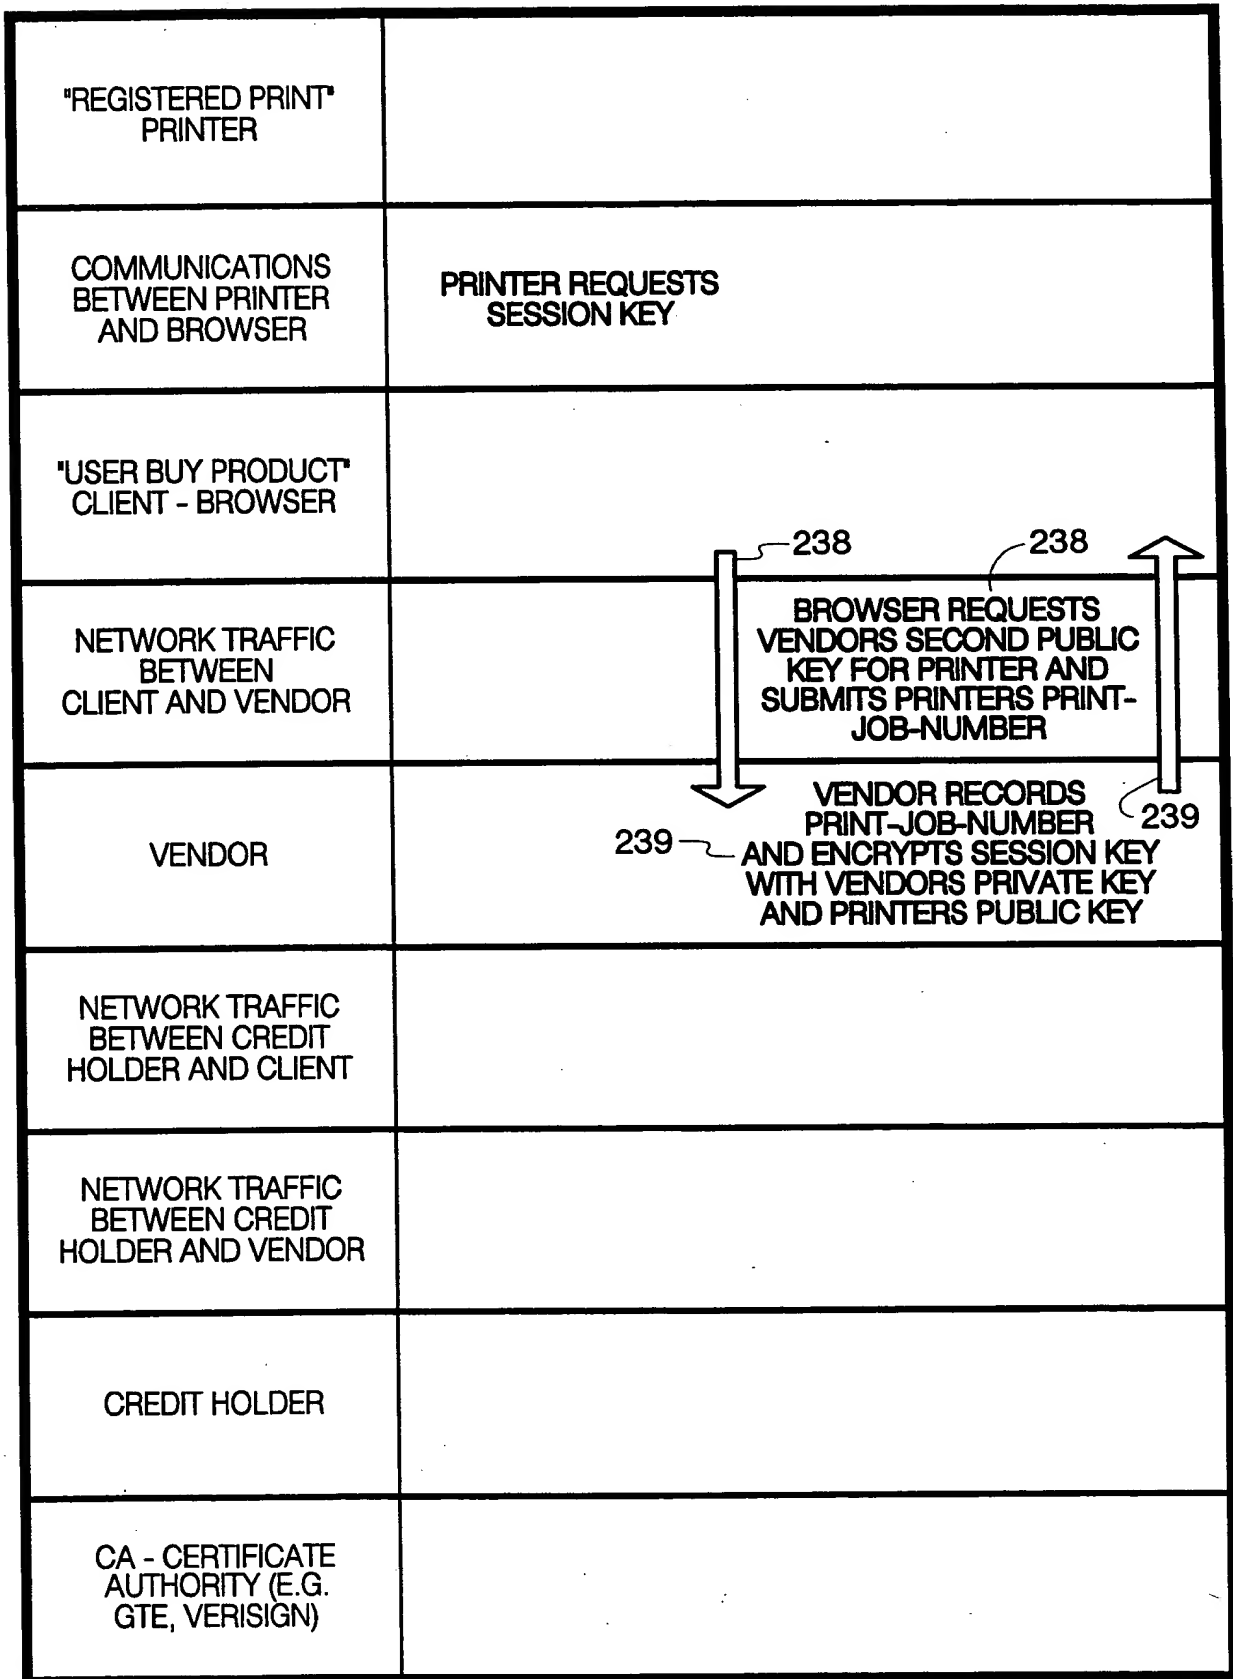 "REGISTERED PRINT"
PRINTER
COMMUNICATIONS
BETWEEN PRINTER
AND BROWSER
PRINTER REQUESTS
SESSION KEY
"USER BUY PRODUCT"
CLIENT - BROWSER
238
238
NETWORK TRAFFIC
BETWEEN
CLIENT AND VENDOR
BROWSER REQUESTS
VENDORS SECOND PUBLIC
KEY FOR PRINTER AND
SUBMITS PRINTERS PRINT-
JOB-NUMBER
VENDOR
VENDOR RECORDS
PRINT-JOB-NUMBER
AND ENCRYPTS SESSION KEY
WITH VENDORS PRIVATE KEY
AND PRINTERS PUBLIC KEY
239
239
NETWORK TRAFFIC
BETWEEN CREDIT
HOLDER AND CLIENT
NETWORK TRAFFIC
BETWEEN CREDIT
HOLDER AND VENDOR
CREDIT HOLDER
CA - CERTIFICATE
AUTHORITY (E.G.
GTE, VERISIGN)